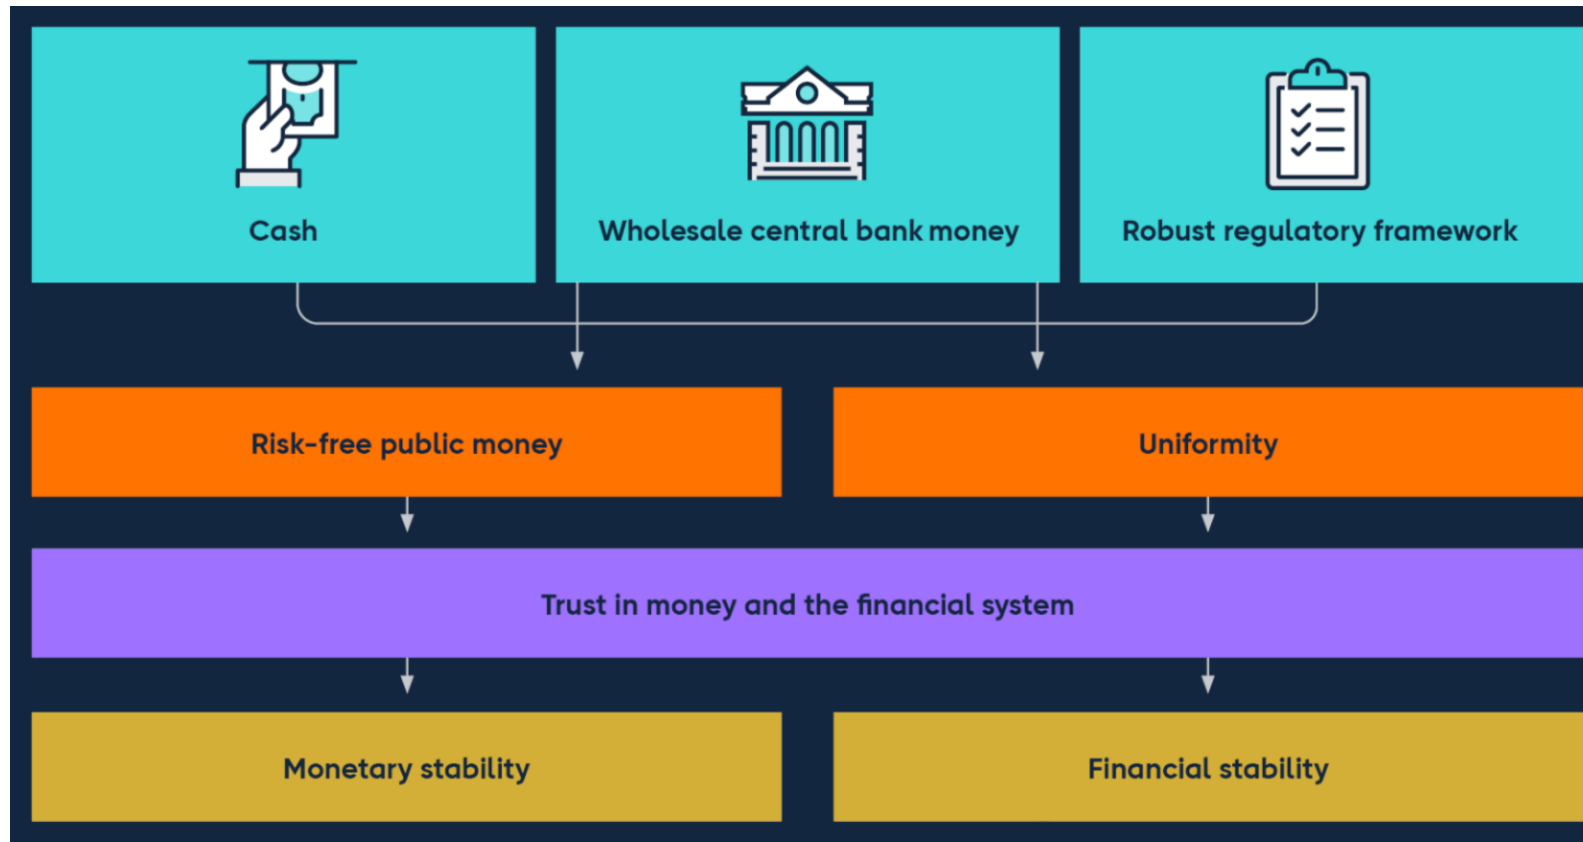 Cash
Wholesale central bank money
Robust regulatory framework
Risk-free public money
Uniformity
Trust in money and the financial system
Monetary stability
Financial stability